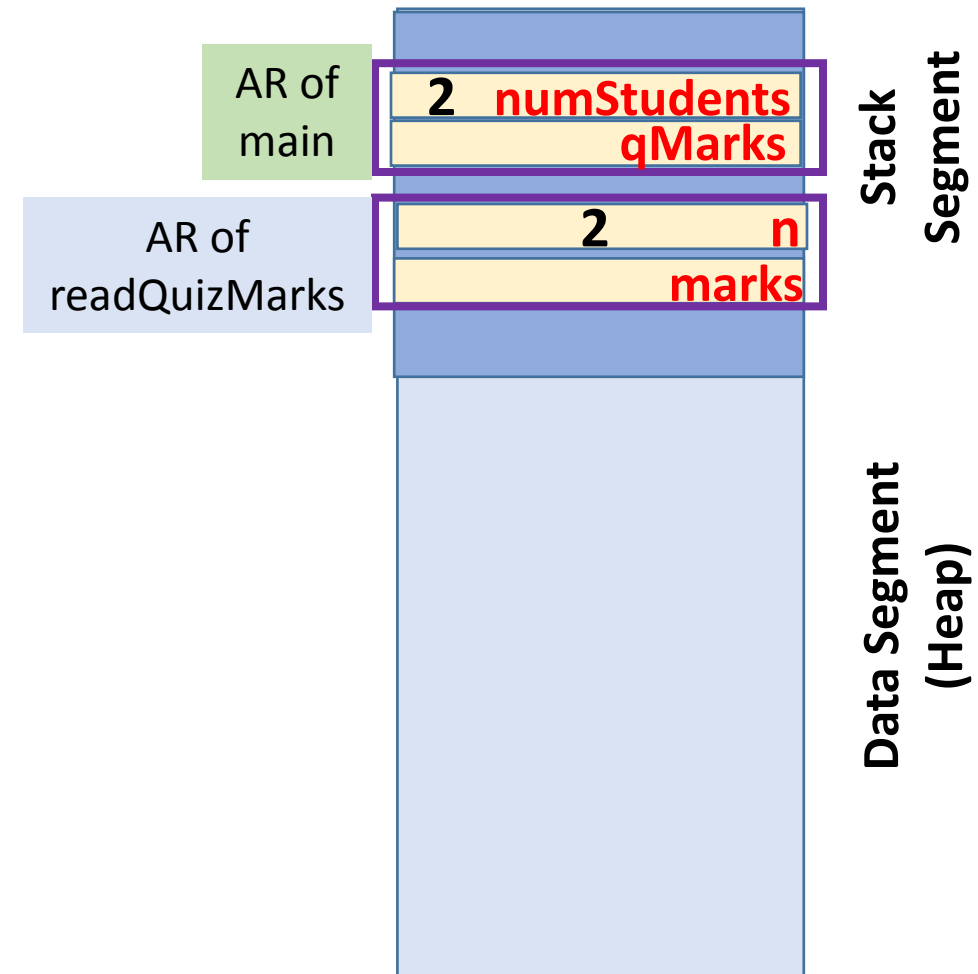 AR of
main
2 numStudents
qMarks
Stack
Segment
AR of
readQuizMarks
2 n
marks
Data Segment
(Heap)